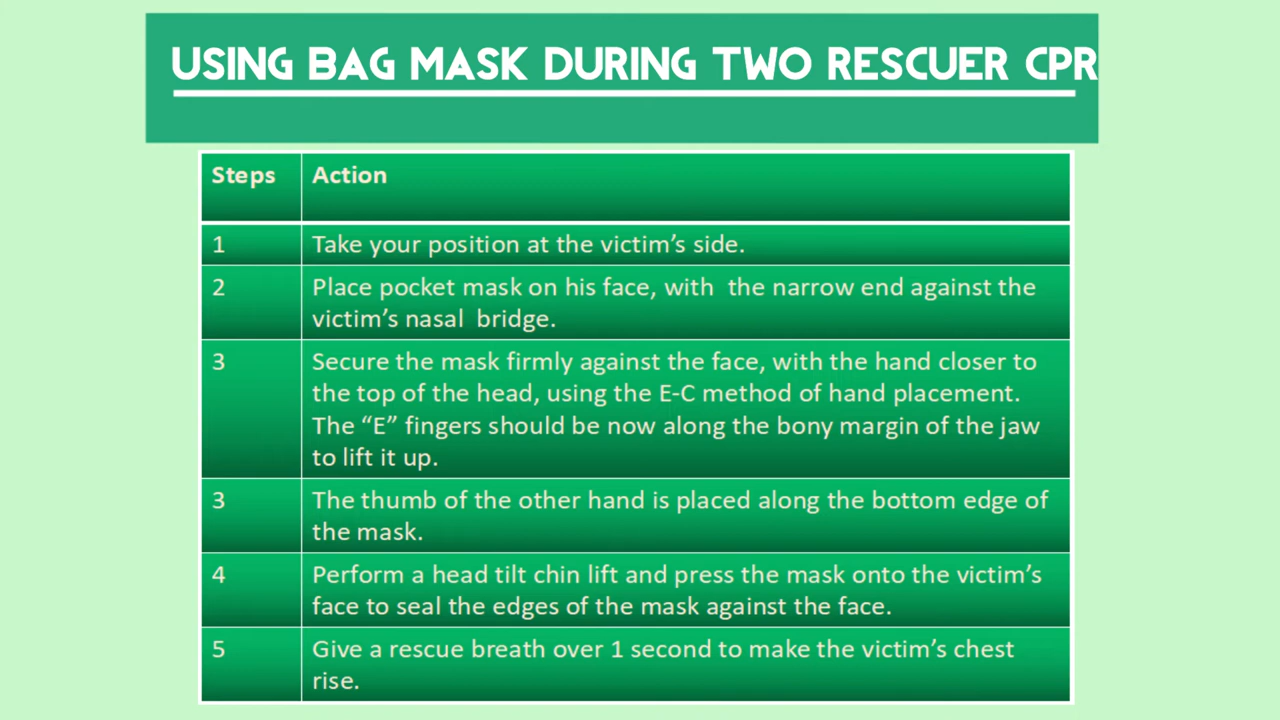 USING BAG MASK DURING TWO RESCUER CPR
Steps Action
1 Take your position at the victim's side.
2 Place pocket mask on his face, with the narrow end against the
victim's nasal bridge.
3 Secure the mask firmly against the face, with the hand closer to
the top of the head, using the E-C method of hand placement.
The “E” fingers should be now along the bony margin of the jaw
to lift it up.
3 The thumb of the other hand is placed along the bottom edge of
the mask.
4 Perform a head tilt chin lift and press the mask onto the victim's
face to seal the edges of the mask against the face.
5 Give a rescue breath over 1 second to make the victim's chest
rise.